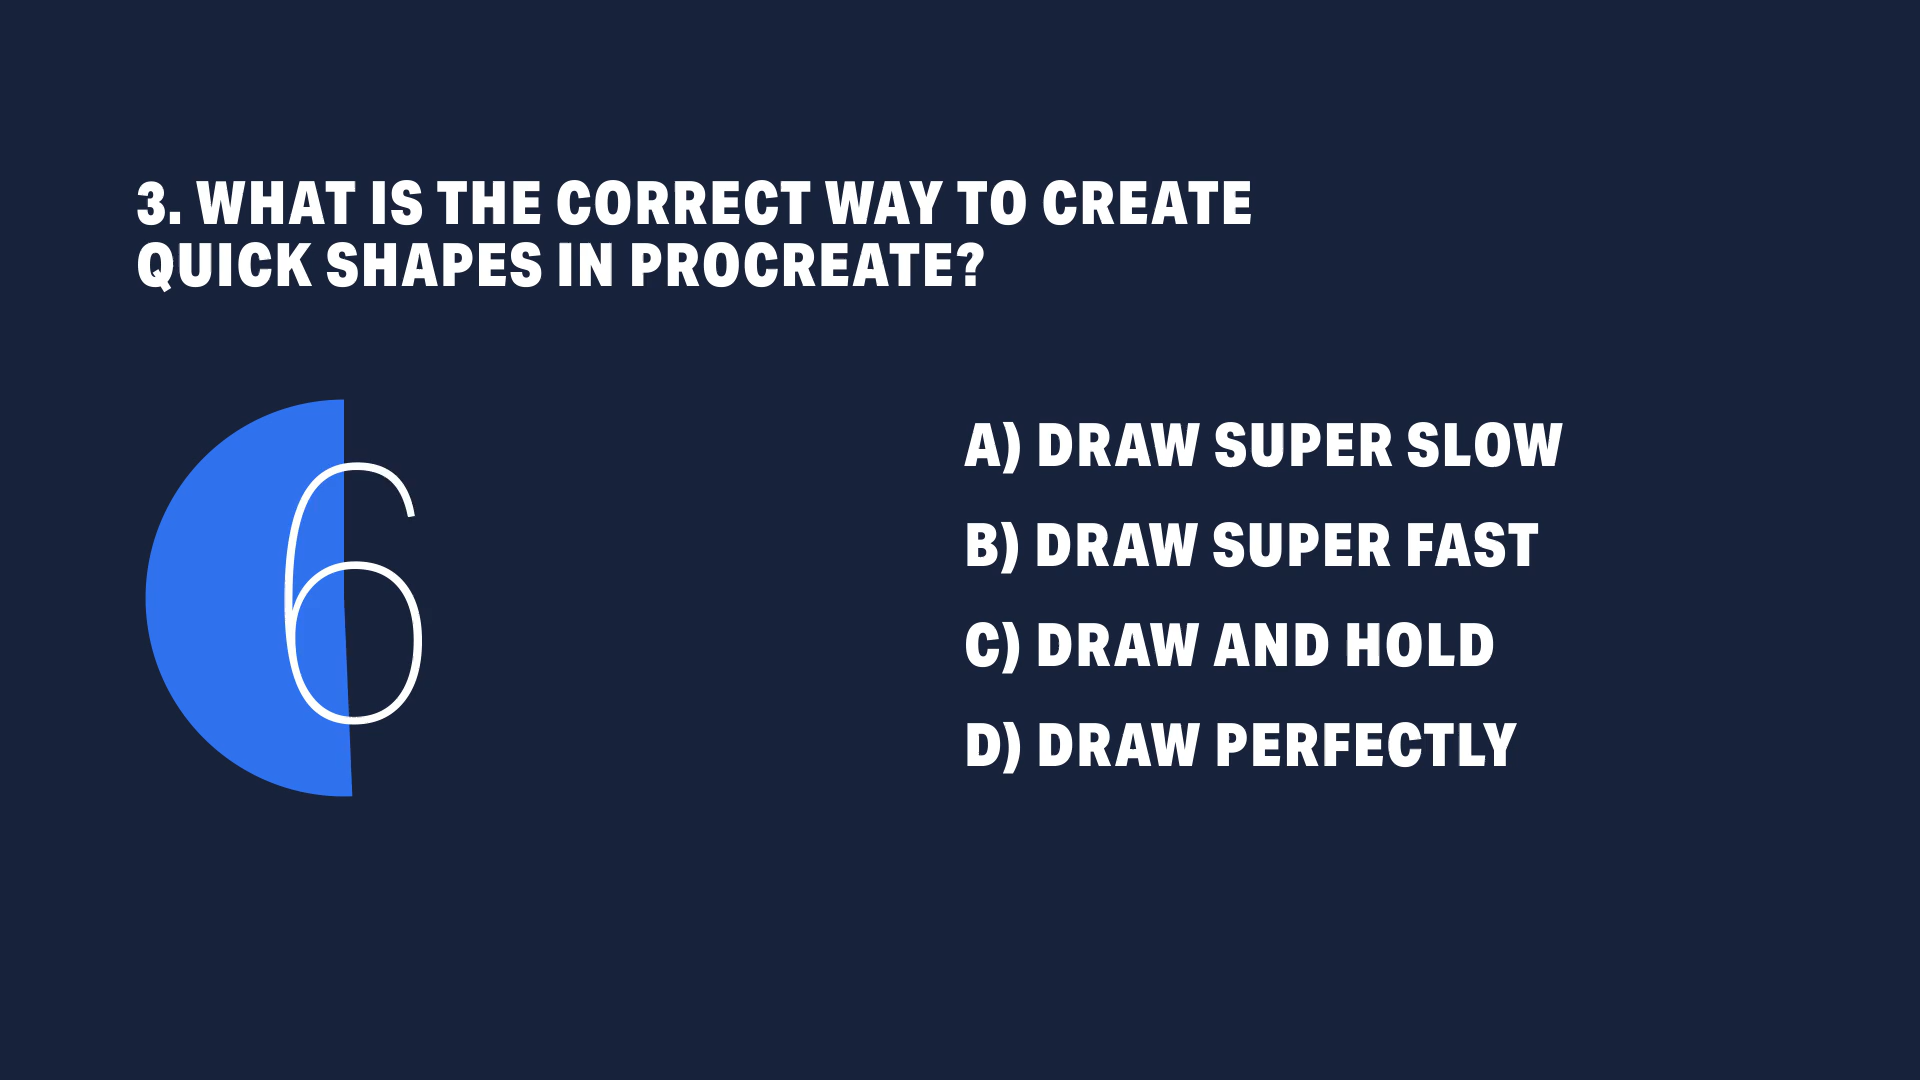 3. WHAT IS THE CORRECT WAY TO CREATE
QUICK SHAPES IN PROCREATE?
6
A) DRAW SUPER SLOW
B) DRAW SUPER FAST
C) DRAW AND HOLD
D) DRAW PERFECTLY